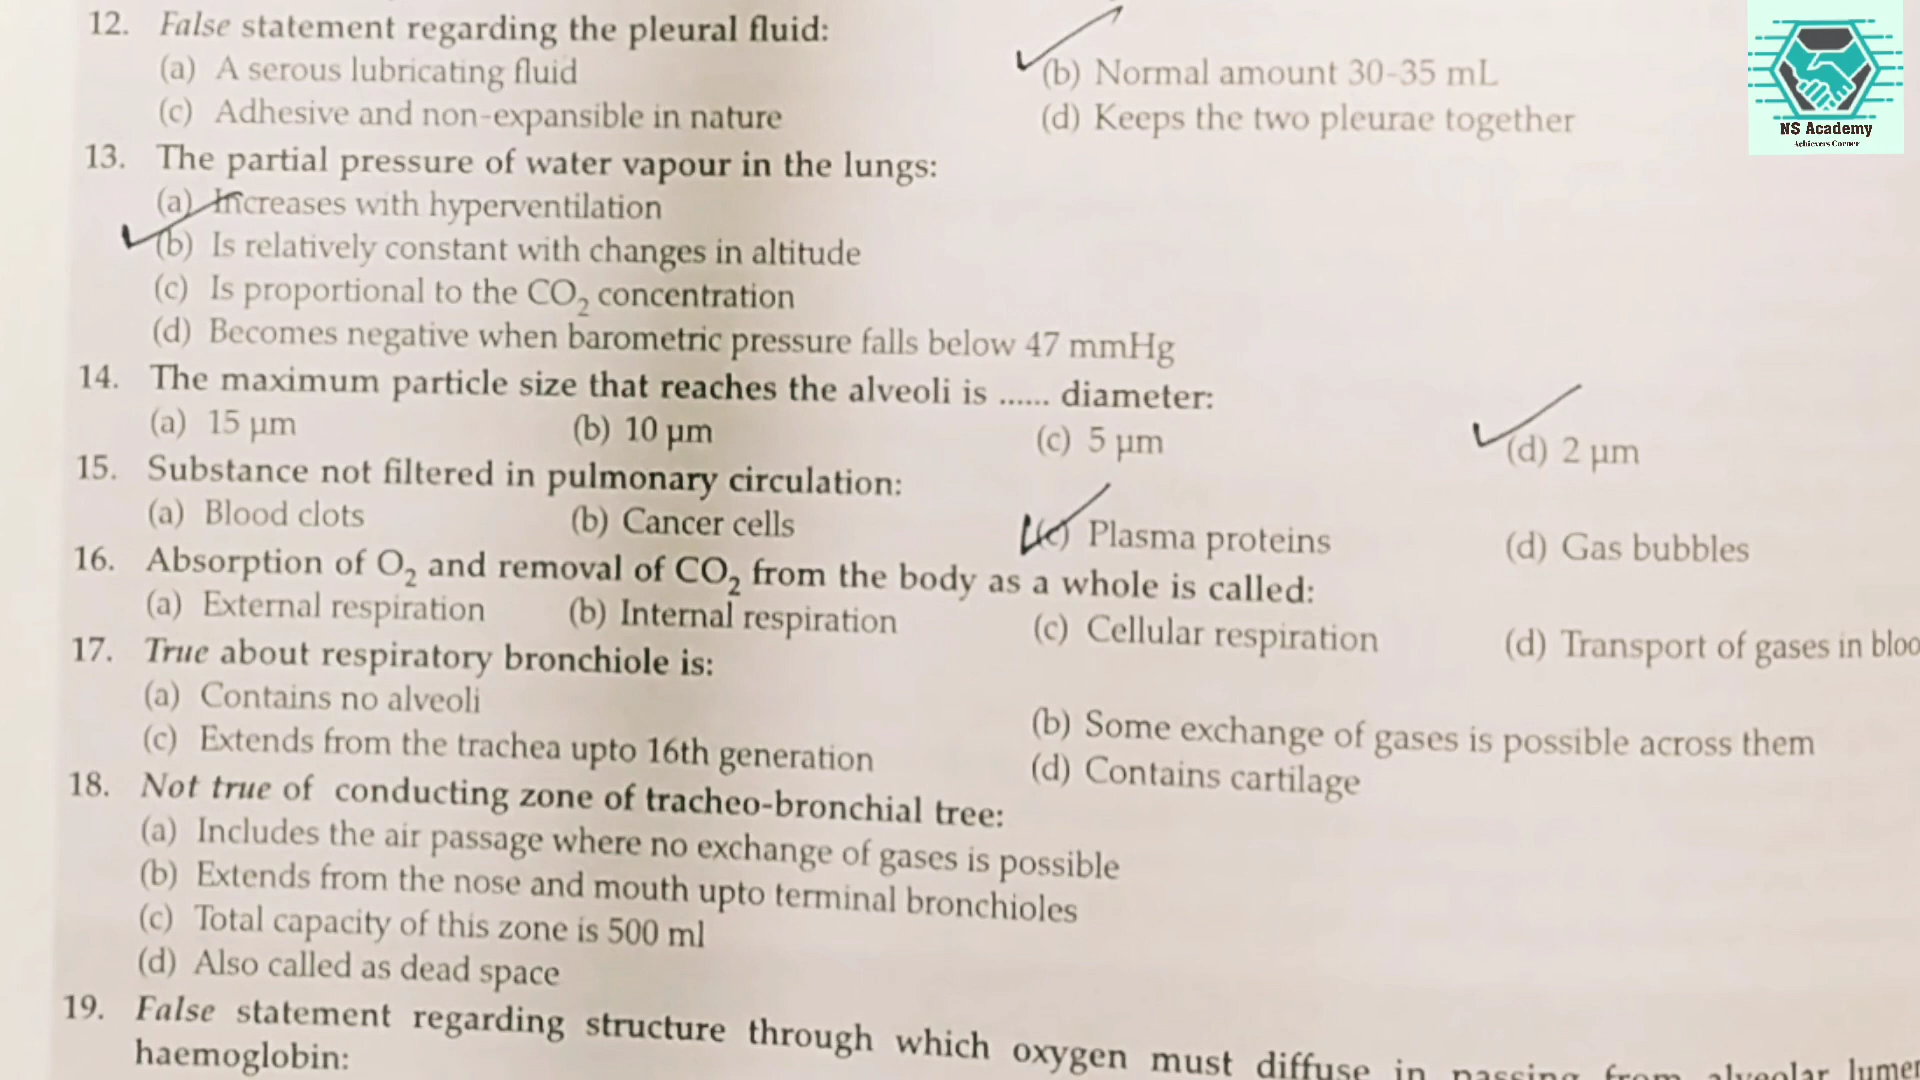 12. False statement regarding the pleural fluid:
(a) A serous lubricating fluid
(b) Normal amount 30-35 mL
(c) Adhesive and non-expansible in nature
(d) Keeps the two pleurae together
13. The partial pressure of water vapour in the lungs:
(a) Increases with hyperventilation
(b) Is relatively constant with changes in altitude
(c) Is proportional to the CO₂ concentration
(d) Becomes negative when barometric pressure falls below 47 mmHg
14. The maximum particle size that reaches the alveoli is ...... diameter:
(a) 15 μm (b) 10 μm (c) 5 μm (d) 2 μm
15. Substance not filtered in pulmonary circulation:
(a) Blood clots (b) Cancer cells (c) Plasma proteins (d) Gas bubbles
16. Absorption of O₂ and removal of CO₂ from the body as a whole is called:
(a) External respiration (b) Internal respiration (c) Cellular respiration (d) Transport of gases in bloo
17. True about respiratory bronchiole is:
(a) Contains no alveoli
(b) Some exchange of gases is possible across them
(c) Extends from the trachea upto 16th generation
(d) Contains cartilage
18. Not true of conducting zone of tracheo-bronchial tree:
(a) Includes the air passage where no exchange of gases is possible
(b) Extends from the nose and mouth upto terminal bronchioles
(c) Total capacity of this zone is 500 ml
(d) Also called as dead space
19. False statement regarding structure through which oxygen must diffuse in passing from alveolar lumen
haemoglobin:
NS Academy
Achievers Corner